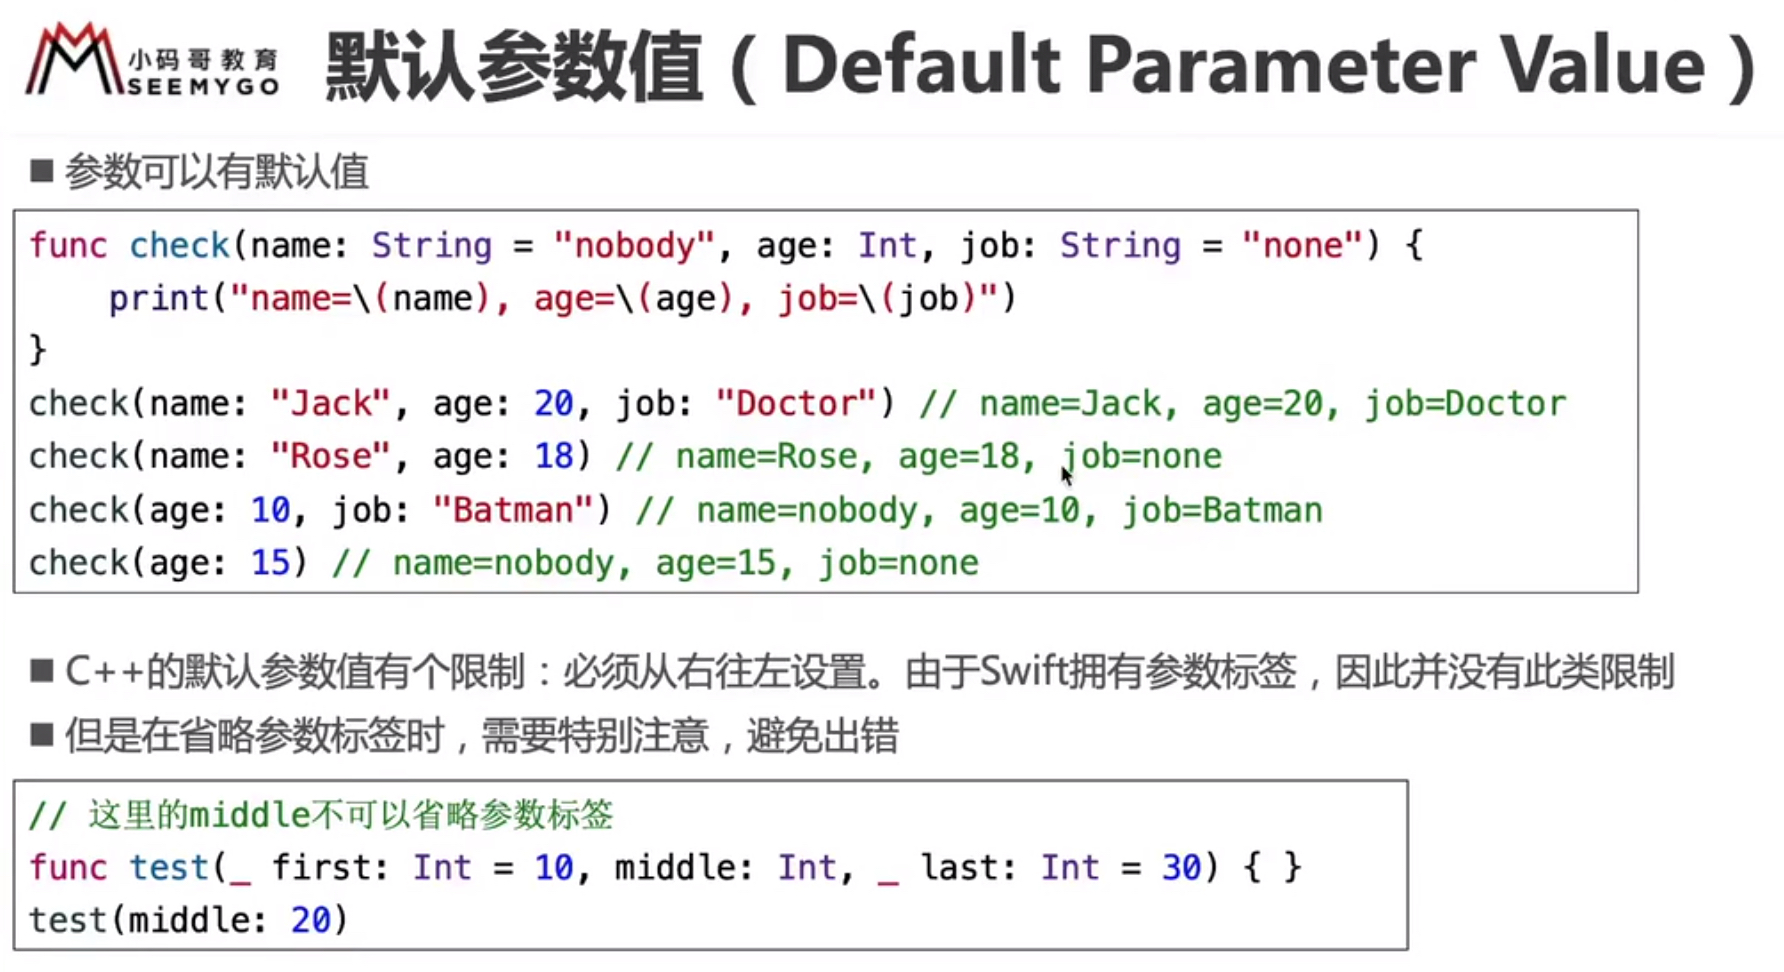 小码哥教育
SEEMYGO
默认参数值（Default Parameter Value）
■ 参数可以有默认值
func check(name: String = "nobody", age: Int, job: String = "none") {
    print("name=\(name), age=\(age), job=\(job)")
}
check(name: "Jack", age: 20, job: "Doctor") // name=Jack, age=20, job=Doctor
check(name: "Rose", age: 18) // name=Rose, age=18, job=none
check(age: 10, job: "Batman") // name=nobody, age=10, job=Batman
check(age: 15) // name=nobody, age=15, job=none
■ C++的默认参数值有个限制：必须从右往左设置。由于Swift拥有参数标签，因此并没有此类限制
■ 但是在省略参数标签时，需要特别注意，避免出错
// 这里的middle不可以省略参数标签
func test(_ first: Int = 10, middle: Int, _ last: Int = 30) { }
test(middle: 20)